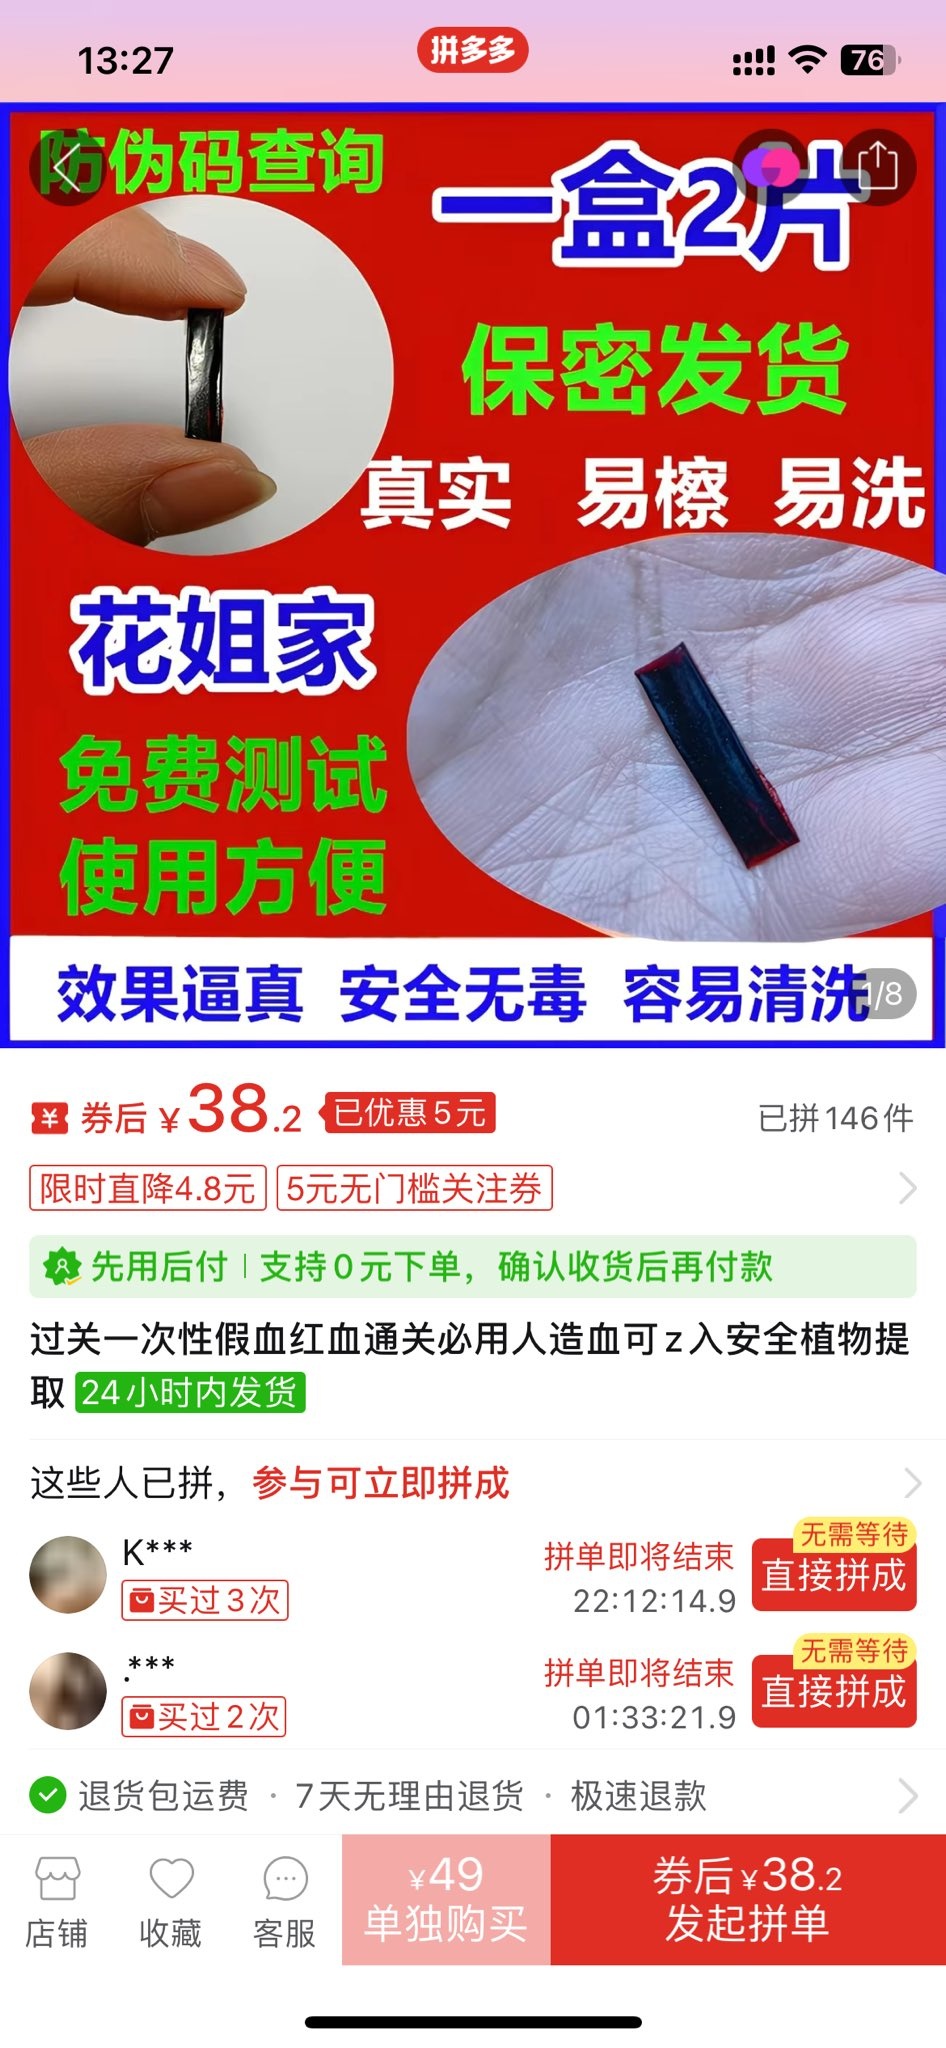 13:27
拼多多
76
防伪码查询
一盒2片
保密发货
真实 易檫 易洗
花姐家
免费测试
使用方便
效果逼真 安全无毒 容易清洗
1/8
券后 ¥38.2 已优惠5元
已拼146件
限时直降4.8元 5元无门槛关注券
先用后付 | 支持0元下单，确认收货后再付款
过关一次性假血红血通关必用人造血可z入安全植物提
取 24小时内发货
这些人已拼，参与可立即拼成
K***
买过3次
拼单即将结束
22:12:14.9
无需等待
直接拼成
.***
买过2次
拼单即将结束
01:33:21.9
无需等待
直接拼成
退货包运费 · 7天无理由退货 · 极速退款
店铺
收藏
客服
¥49
单独购买
券后¥38.2
发起拼单